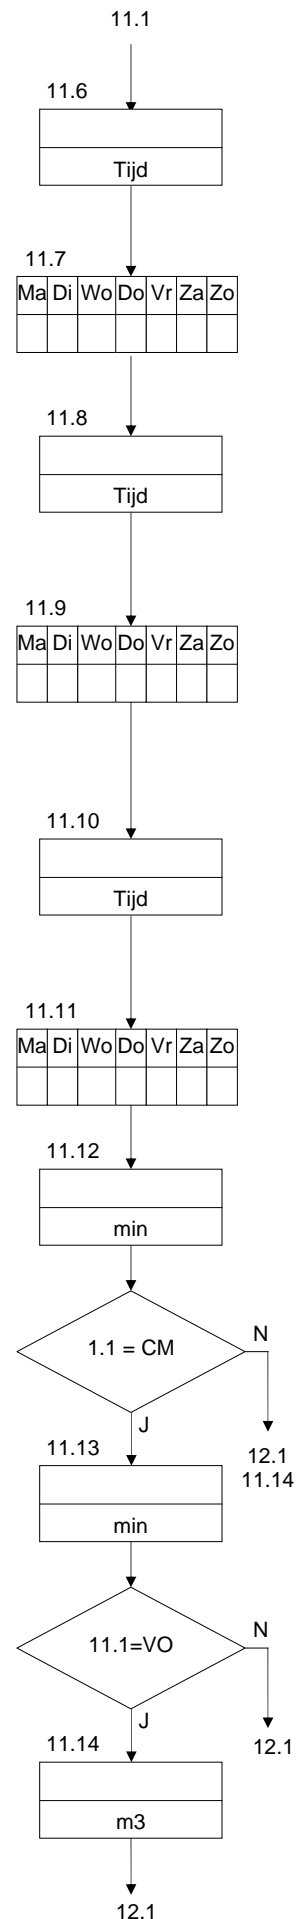 11.1
11.6
Tijd
11.7
Ma Di Wo Do Vr Za Zo
11.8
Tijd
11.9
Ma Di Wo Do Vr Za Zo
11.10
Tijd
11.11
Ma Di Wo Do Vr Za Zo
11.12
min
1.1 = CM
N
J
12.1
11.14
11.13
min
11.1=VO
N
J
12.1
11.14
m3
12.1